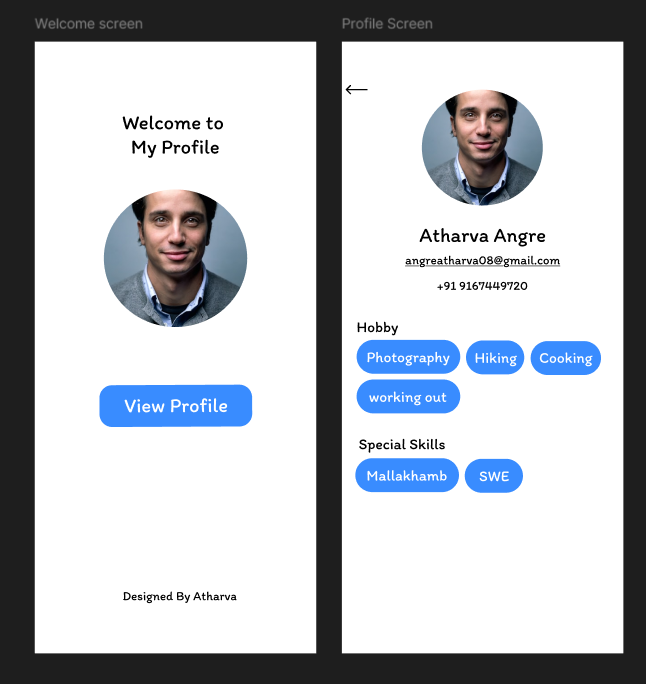 Welcome screen
Welcome to
My Profile
View Profile
Designed By Atharva
Profile Screen
Atharva Angre
angreatharva08@gmail.com
+91 9167449720
Hobby
Photography Hiking Cooking
working out
Special Skills
Mallakhamb SWE